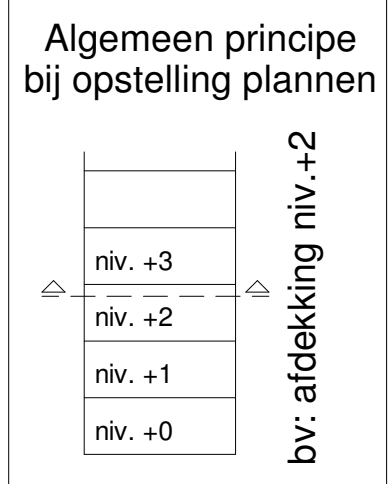 Algemeen principe
bij opstelling plannen
niv. +3
niv. +2
niv. +1
niv. +0
bv: afdekking niv.+2